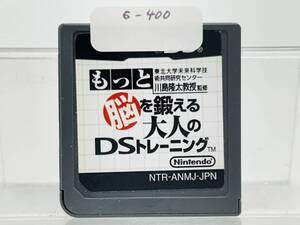 6-400
もっと
東北大学未来科学技
術共同研究センター
川島隆太教授監修
脳を鍛える
大人の
DSトレーニング™
Nintendo
NTR-ANMJ-JPN